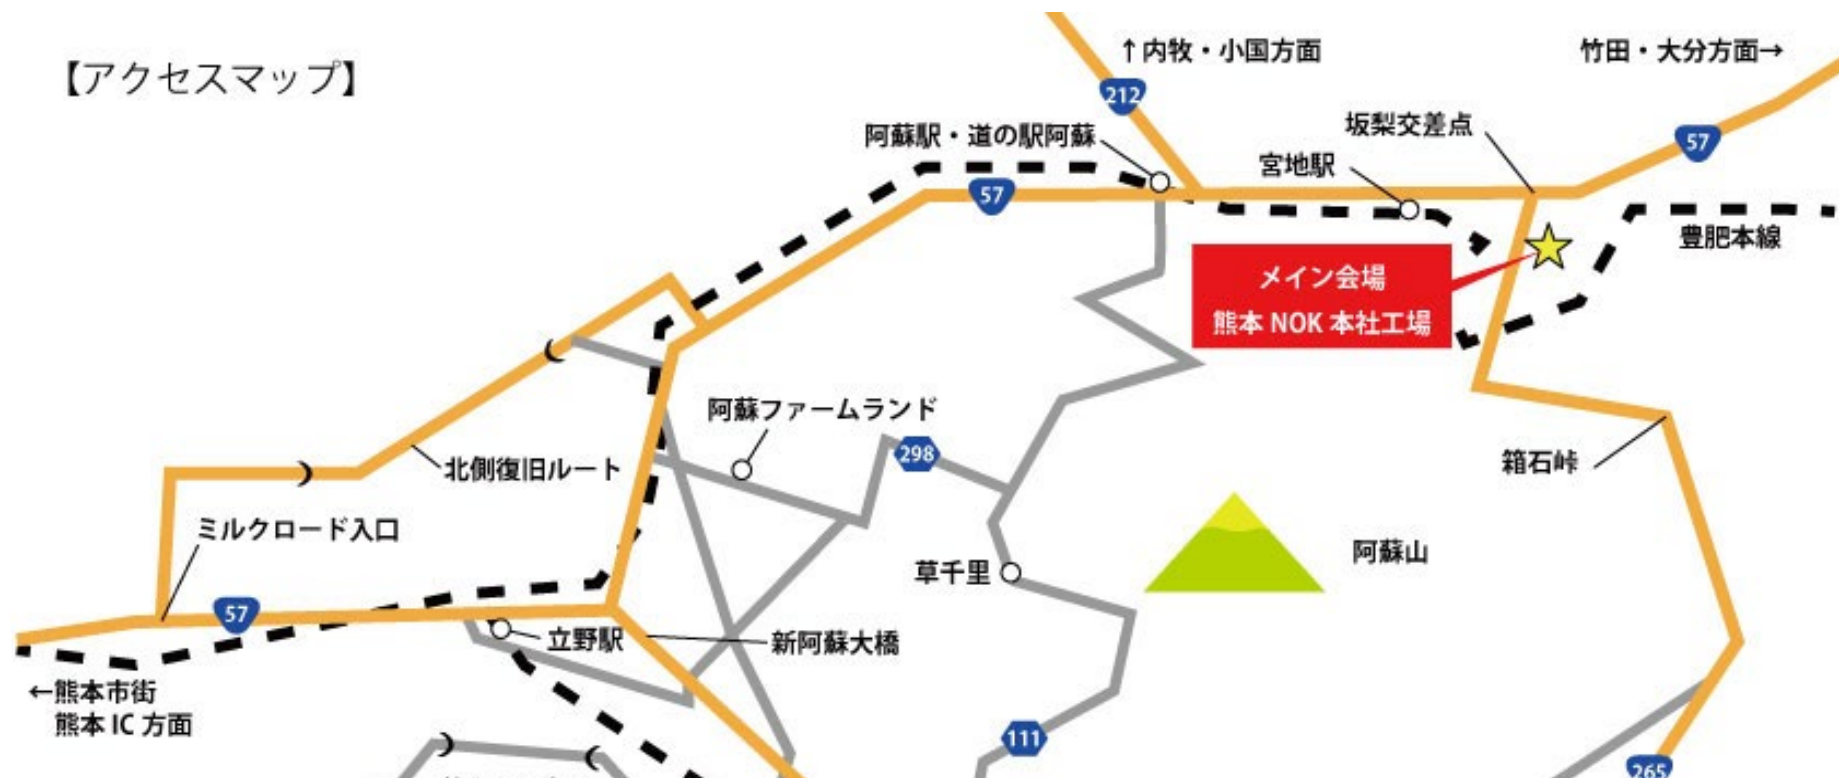 【アクセスマップ】
↑内牧・小国方面
竹田・大分方面→
212
阿蘇駅・道の駅阿蘇
坂梨交差点
57
宮地駅
57
豊肥本線
メイン会場
熊本 NOK 本社工場
阿蘇ファームランド
298
北側復旧ルート
箱石峠
ミルクロード入口
阿蘇山
草千里
57
立野駅
新阿蘇大橋
←熊本市街
熊本 IC 方面
111
265